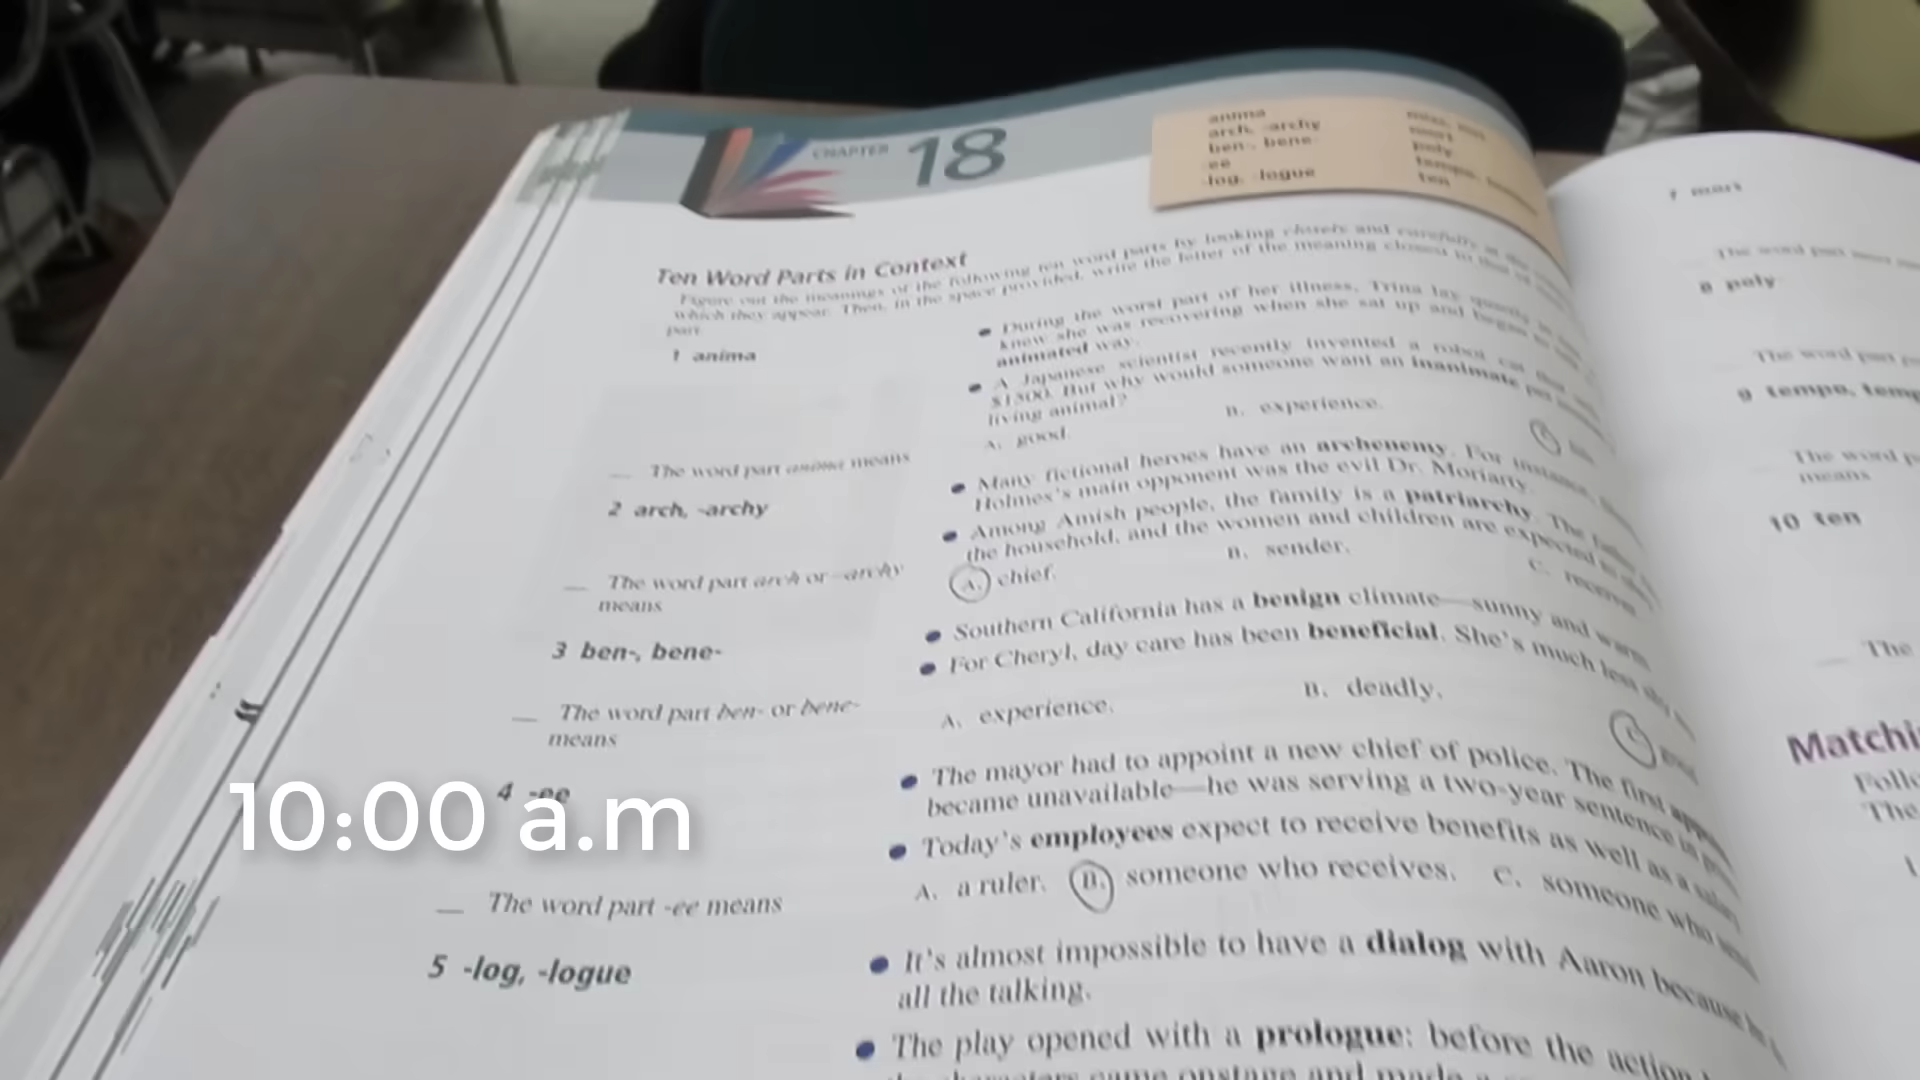 CHAPTER 18
anima
arch, -archy
ben-, bene-
-ee
-log, -logue
poly-
ten
Ten Word Parts in Context
Figure out the meanings of the following ten word parts by looking closely and carefully at the
which they appear. Then, in the space provided, write the letter of the meaning closest to that of
part.
1 anima
During the worst part of her illness, Trina lay quietly in
knew she was recovering when she sat up and began to
animated way.
A Japanese scientist recently invented a robot cat that
$1500. But why would someone want an inanimate pet
living animal?
The word part anima means
A. good.
B. experience.
2 arch, -archy
Many fictional heroes have an archenemy. For instance,
Holmes's main opponent was the evil Dr. Moriarty.
Among Amish people, the family is a patriarchy. The
the household, and the women and children are expected to
The word part arch or -archy
means
A. chief.
B. sender.
C. receiver
3 ben-, bene-
Southern California has a benign climate—sunny and warm
For Cheryl, day care has been beneficial. She's much less
The word part ben- or bene-
means
A. experience.
B. deadly.
C. good
4 -ee
The mayor had to appoint a new chief of police. The first
became unavailable—he was serving a two-year sentence in
Today's employees expect to receive benefits as well as a salary
The word part -ee means
A. a ruler.
B. someone who receives.
C. someone who
5 -log, -logue
It's almost impossible to have a dialog with Aaron because he
all the talking.
The play opened with a prologue: before the action
the characters came onstage and made a
10:00 a.m
7 mort
The word part
8 poly-
The word part
9 tempo,
The word
means
10 ten
The
Matchi
The